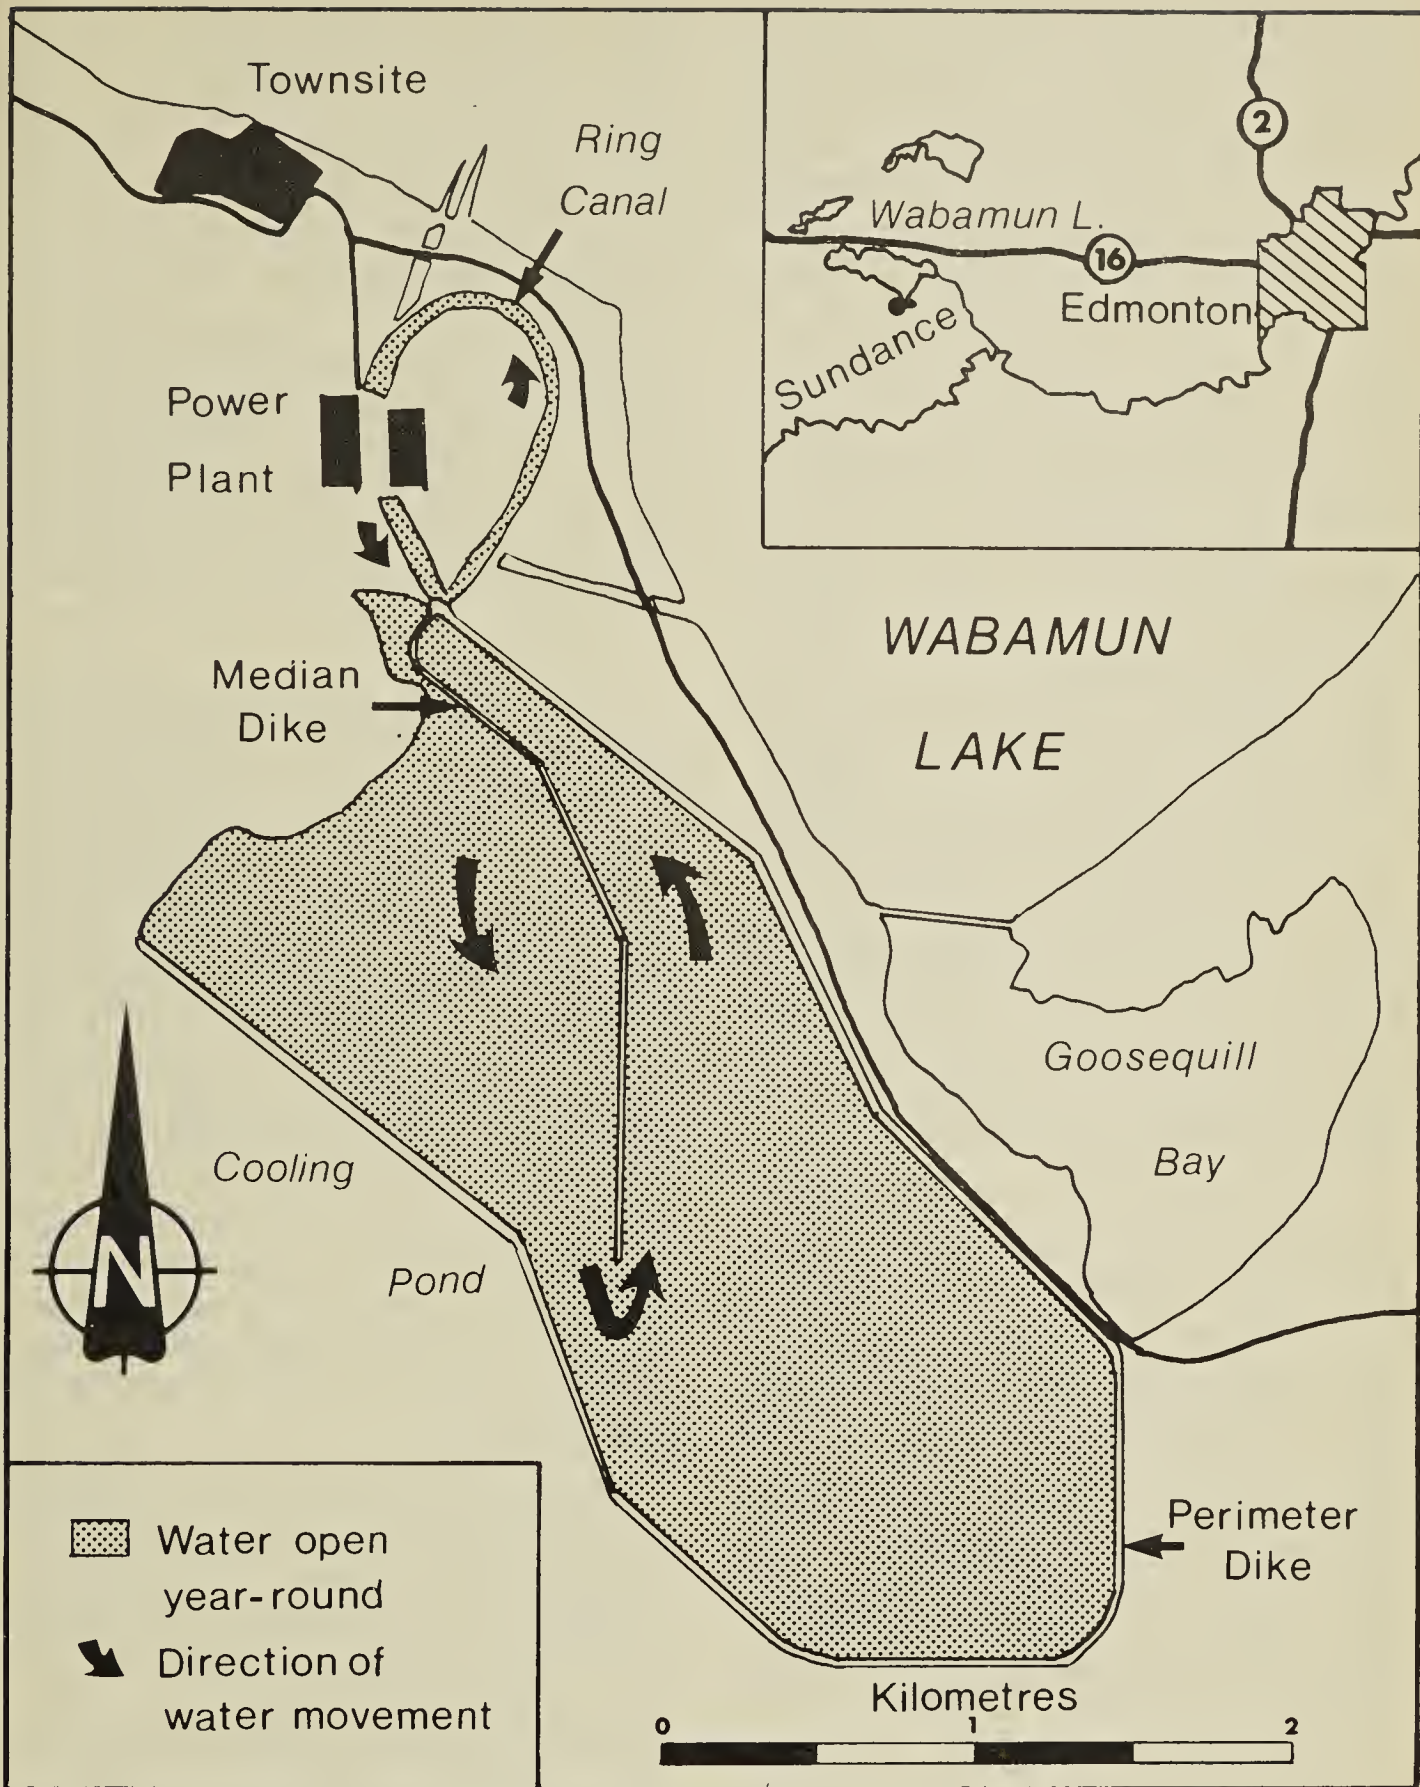 Townsite
Ring
Canal
2
Wabamun L.
16
Edmonton
Sundance
Power
Plant
WABAMUN
LAKE
Median
Dike
Goosequill
Bay
Cooling
Pond
N
Perimeter
Dike
Water open
year-round
Direction of
water movement
Kilometres
0 1 2